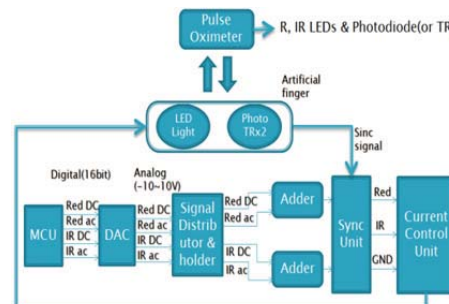 Pulse
Oximeter
R, IR LEDs & Photodiode(or TR
Artificial
finger
LED
Light
Photo
TRx2
Sinc
signal
Digital(16bit)
Analog
(-10~10V)
MCU
Red DC
Red ac
IR DC
IR ac
DAC
Red DC
Red ac
IR DC
IR ac
Signal
Distrib
utor &
holder
Red DC
Red ac
IR DC
IR ac
Adder
Adder
Sync
Unit
Red
IR
GND
Current
Control
Unit